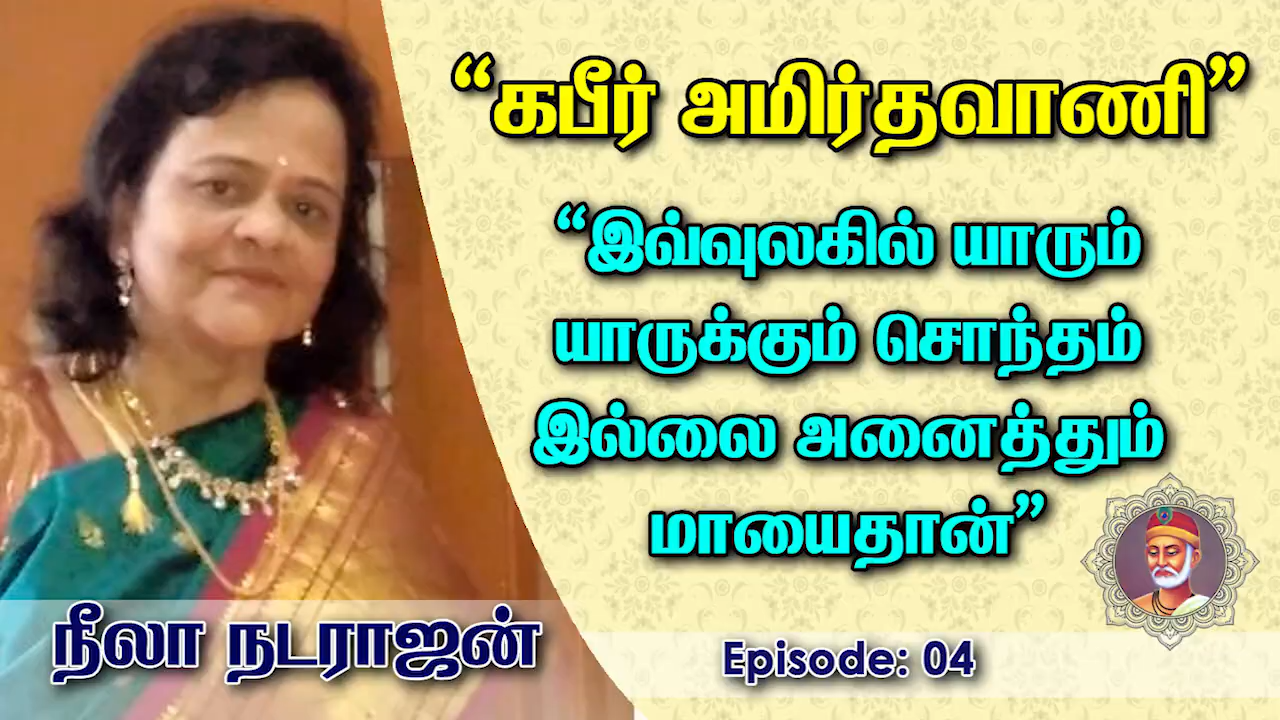 “கபீர் அமிர்தவாணி”
“இவ்வுலகில் யாரும்
யாருக்கும் சொந்தம்
இல்லை அனைத்தும்
மாயைதான்”
நீலா நடராஜன்
Episode: 04